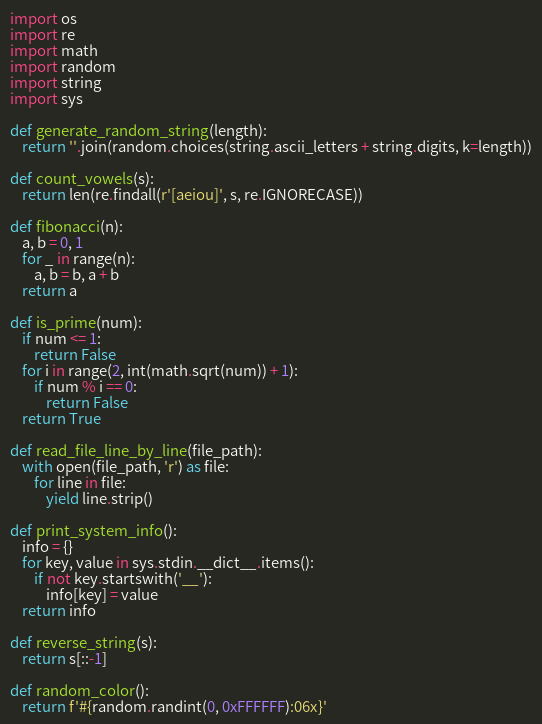 import os
import re
import math
import random
import string
import sys

def generate_random_string(length):
    return ''.join(random.choices(string.ascii_letters + string.digits, k=length))

def count_vowels(s):
    return len(re.findall(r'[aeiou]', s, re.IGNORECASE))

def fibonacci(n):
    a, b = 0, 1
    for _ in range(n):
        a, b = b, a + b
    return a

def is_prime(num):
    if num <= 1:
        return False
    for i in range(2, int(math.sqrt(num)) + 1):
        if num % i == 0:
            return False
    return True

def read_file_line_by_line(file_path):
    with open(file_path, 'r') as file:
        for line in file:
            yield line.strip()

def print_system_info():
    info = {}
    for key, value in sys.stdin.__dict__.items():
        if not key.startswith('__'):
            info[key] = value
    return info

def reverse_string(s):
    return s[::-1]

def random_color():
    return f'#{random.randint(0, 0xFFFFFF):06x}'